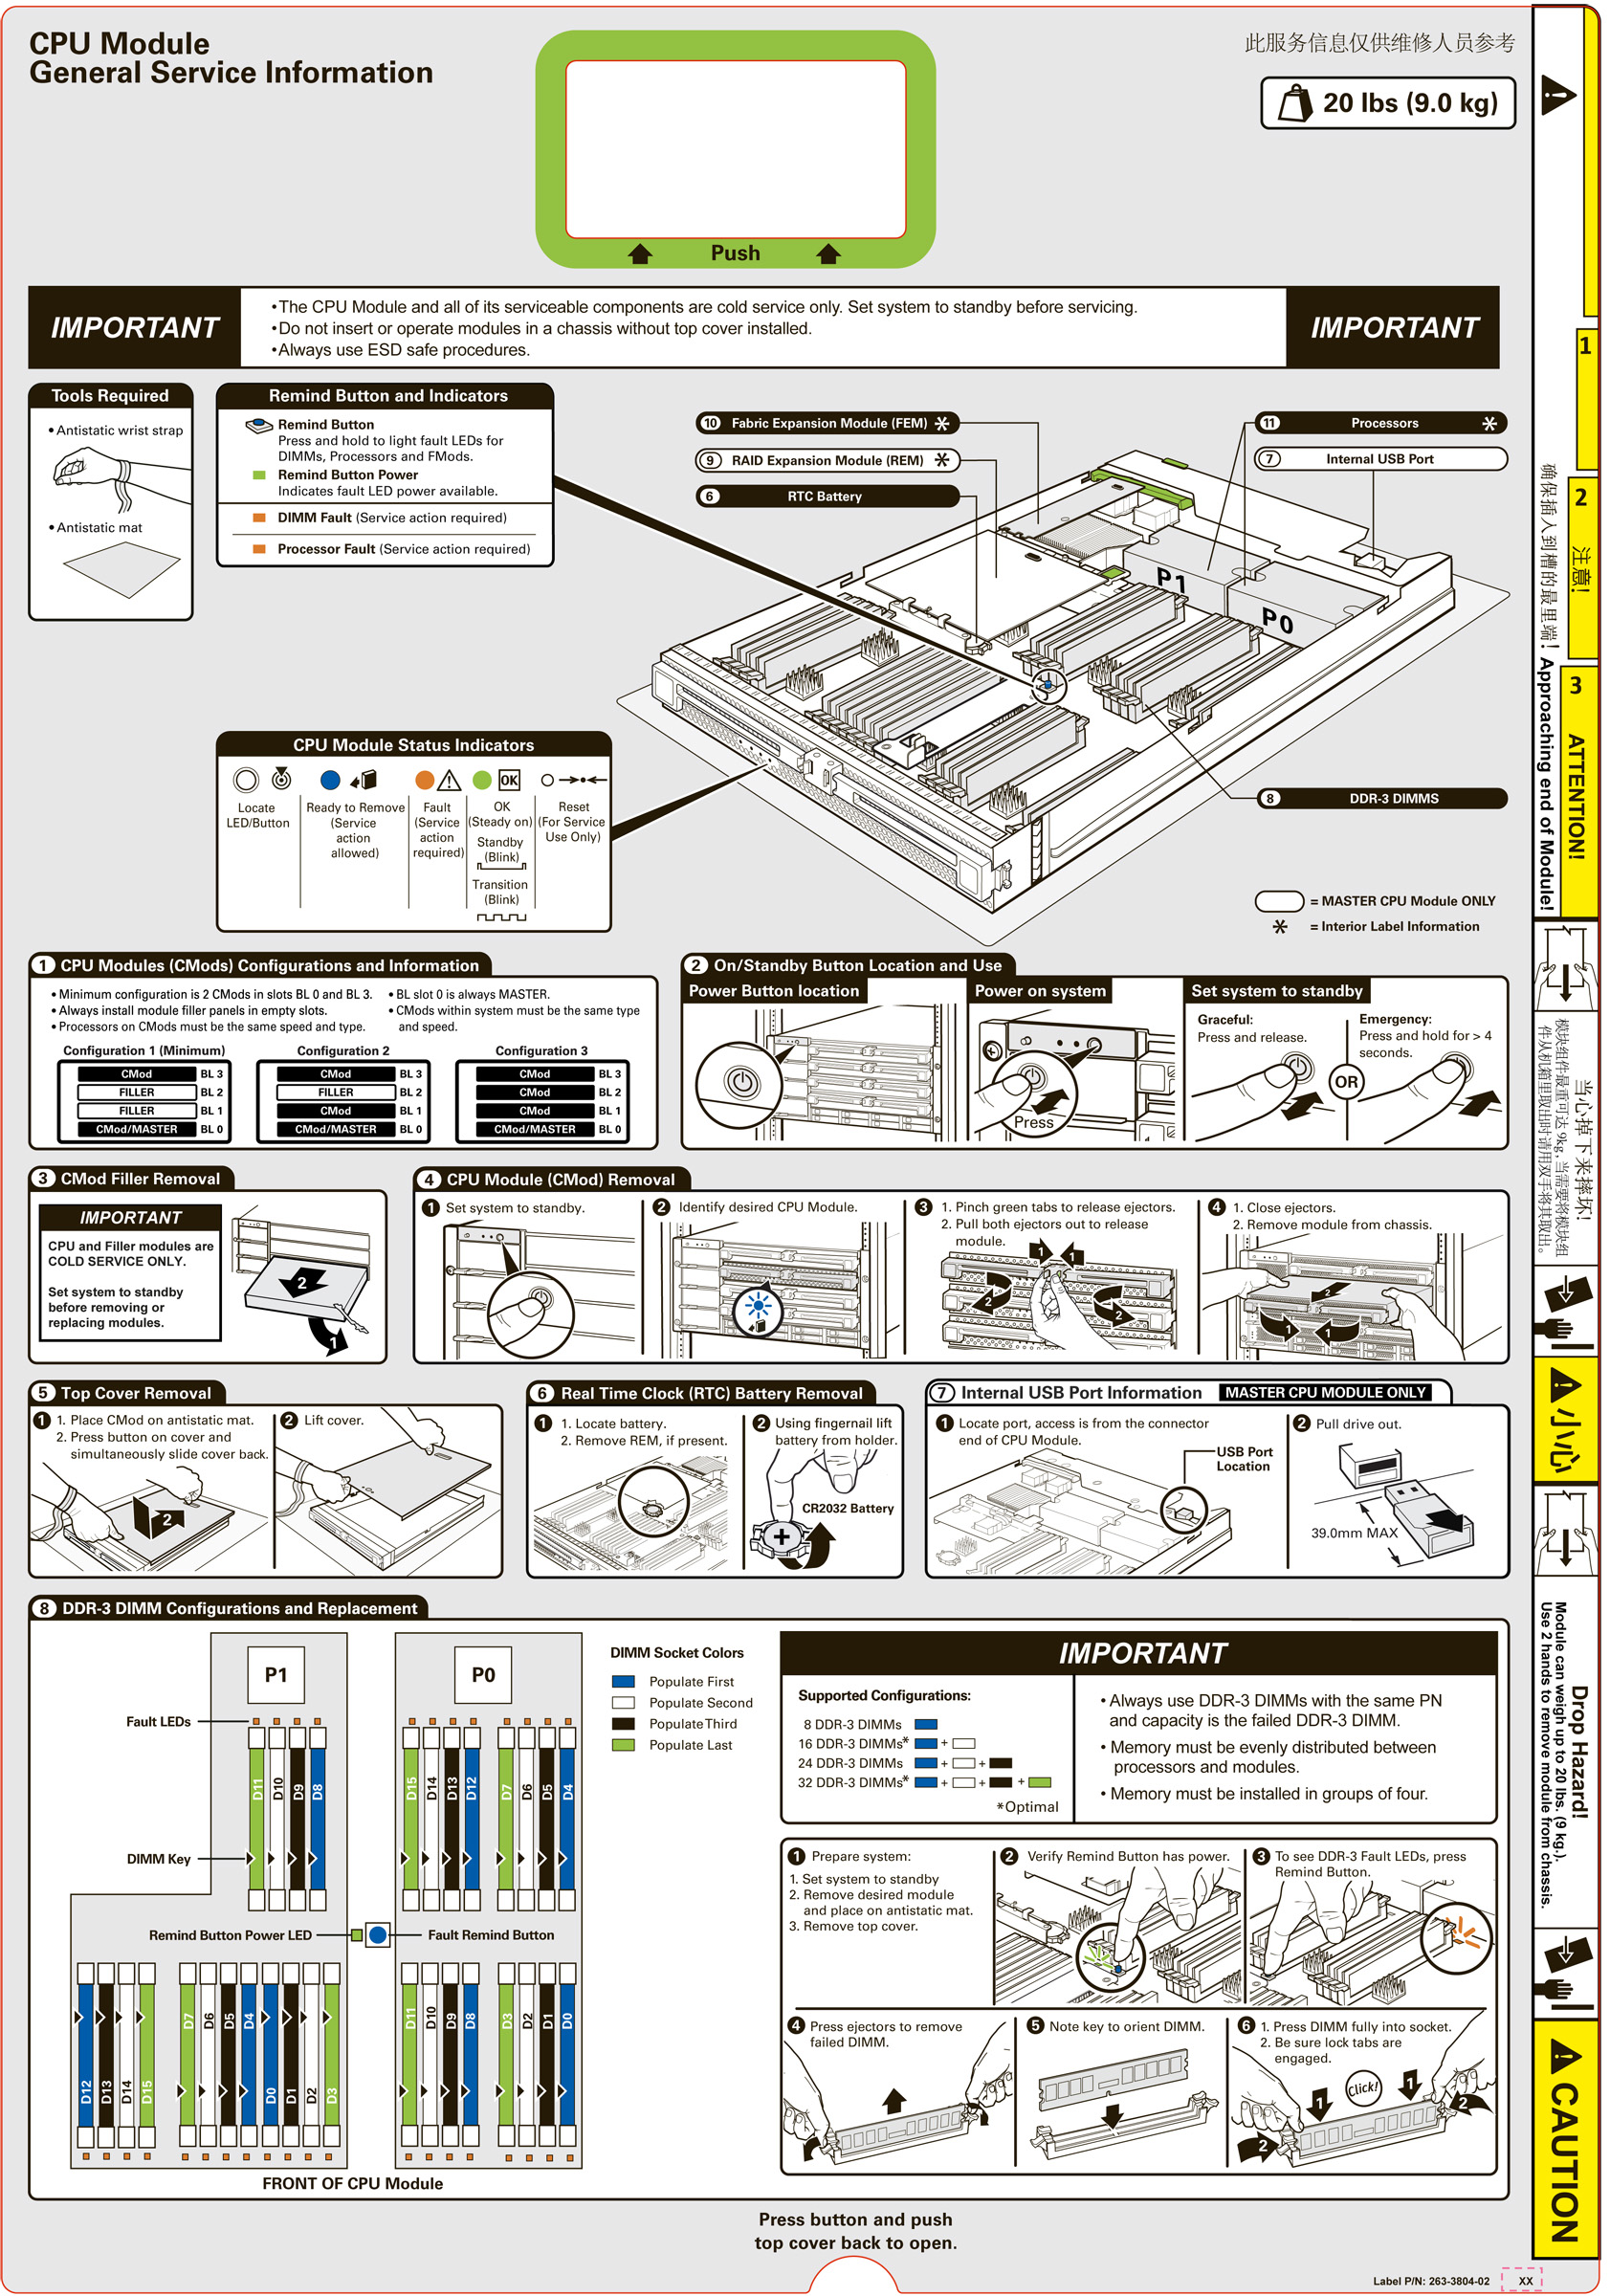 CPU Module
General Service Information
此服务信息仅供维修人员参考
20 lbs (9.0 kg)
Push
IMPORTANT
•The CPU Module and all of its serviceable components are cold service only. Set system to standby before servicing.
•Do not insert or operate modules in a chassis without top cover installed.
•Always use ESD safe procedures.
IMPORTANT
Tools Required
• Antistatic wrist strap
• Antistatic mat
Remind Button and Indicators
Remind Button
Press and hold to light fault LEDs for
DIMMs, Processors and FMods.
Remind Button Power
Indicates fault LED power available.
DIMM Fault (Service action required)
Processor Fault (Service action required)
10 Fabric Expansion Module (FEM) *
9 RAID Expansion Module (REM) *
6 RTC Battery
11 Processors *
7 Internal USB Port
P1
P0
8 DDR-3 DIMMS
CPU Module Status Indicators
OK
Locate
LED/Button
Ready to Remove
(Service
action
allowed)
Fault
(Service
action
required)
OK
(Steady on)
Standby
(Blink)
Transition
(Blink)
Reset
(For Service
Use Only)
= MASTER CPU Module ONLY
* = Interior Label Information
1 CPU Modules (CMods) Configurations and Information
• Minimum configuration is 2 CMods in slots BL 0 and BL 3.
• Always install module filler panels in empty slots.
• Processors on CMods must be the same speed and type.
• BL slot 0 is always MASTER.
• CMods within system must be the same type
and speed.
Configuration 1 (Minimum)
CMod BL 3
FILLER BL 2
FILLER BL 1
CMod/MASTER BL 0
Configuration 2
CMod BL 3
FILLER BL 2
CMod BL 1
CMod/MASTER BL 0
Configuration 3
CMod BL 3
CMod BL 2
CMod BL 1
CMod/MASTER BL 0
2 On/Standby Button Location and Use
Power Button location
Power on system
Press
Set system to standby
Graceful:
Press and release.
OR
Emergency:
Press and hold for > 4
seconds.
3 CMod Filler Removal
IMPORTANT
CPU and Filler modules are
COLD SERVICE ONLY.
Set system to standby
before removing or
replacing modules.
2
1
4 CPU Module (CMod) Removal
1 Set system to standby.
2 Identify desired CPU Module.
3 1. Pinch green tabs to release ejectors.
2. Pull both ejectors out to release
module.
1 1
2 2
4 1. Close ejectors.
2. Remove module from chassis.
2
1 1
5 Top Cover Removal
1 1. Place CMod on antistatic mat.
2. Press button on cover and
simultaneously slide cover back.
2
2 Lift cover.
6 Real Time Clock (RTC) Battery Removal
1 1. Locate battery.
2. Remove REM, if present.
2 Using fingernail lift
battery from holder.
CR2032 Battery
+
7 Internal USB Port Information MASTER CPU MODULE ONLY
1 Locate port, access is from the connector
end of CPU Module.
USB Port
Location
2 Pull drive out.
39.0mm MAX
8 DDR-3 DIMM Configurations and Replacement
P1
P0
Fault LEDs
D11 D10 D9 D8
D15 D14 D13 D12 D7 D6 D5 D4
DIMM Key
Remind Button Power LED
Fault Remind Button
D12 D13 D14 D15 D7 D6 D5 D4 D0 D1 D2 D3
D11 D10 D9 D8 D3 D2 D1 D0
FRONT OF CPU Module
DIMM Socket Colors
Populate First
Populate Second
Populate Third
Populate Last
IMPORTANT
Supported Configurations:
8 DDR-3 DIMMs
16 DDR-3 DIMMs* +
24 DDR-3 DIMMs + +
32 DDR-3 DIMMs* + + +
*Optimal
• Always use DDR-3 DIMMs with the same PN
and capacity is the failed DDR-3 DIMM.
• Memory must be evenly distributed between
processors and modules.
• Memory must be installed in groups of four.
1 Prepare system:
1. Set system to standby
2. Remove desired module
and place on antistatic mat.
3. Remove top cover.
2 Verify Remind Button has power.
3 To see DDR-3 Fault LEDs, press
Remind Button.
4 Press ejectors to remove
failed DIMM.
5 Note key to orient DIMM.
6 1. Press DIMM fully into socket.
2. Be sure lock tabs are
engaged.
Click!
1 1
2 2
Press button and push
top cover back to open.
Label P/N: 263-3804-02 XX
1
2 注意!
3 ATTENTION!
确保插入到槽的最里端! Approaching end of Module!
当心掉下来摔坏!
模块组件最重可达 9kg, 当需要将模块组
件从机箱里取出时请用双手将其取出。
小心
Drop Hazard!
Module can weigh up to 20 lbs. (9 kg.).
Use 2 hands to remove module from chassis.
CAUTION